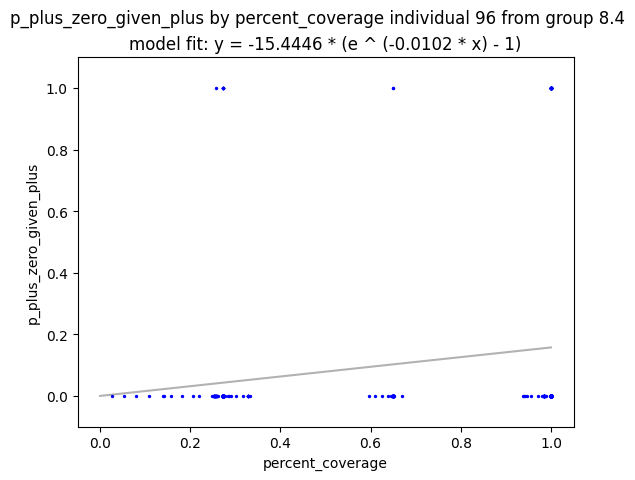 p_plus_zero_given_plus by percent_coverage individual 96 from group 8.4
model fit: y = -15.4446 * (e ^ (-0.0102 * x) - 1)
p_plus_zero_given_plus
1.0
0.8
0.6
0.4
0.2
0.0
0.0 0.2 0.4 0.6 0.8 1.0
percent_coverage